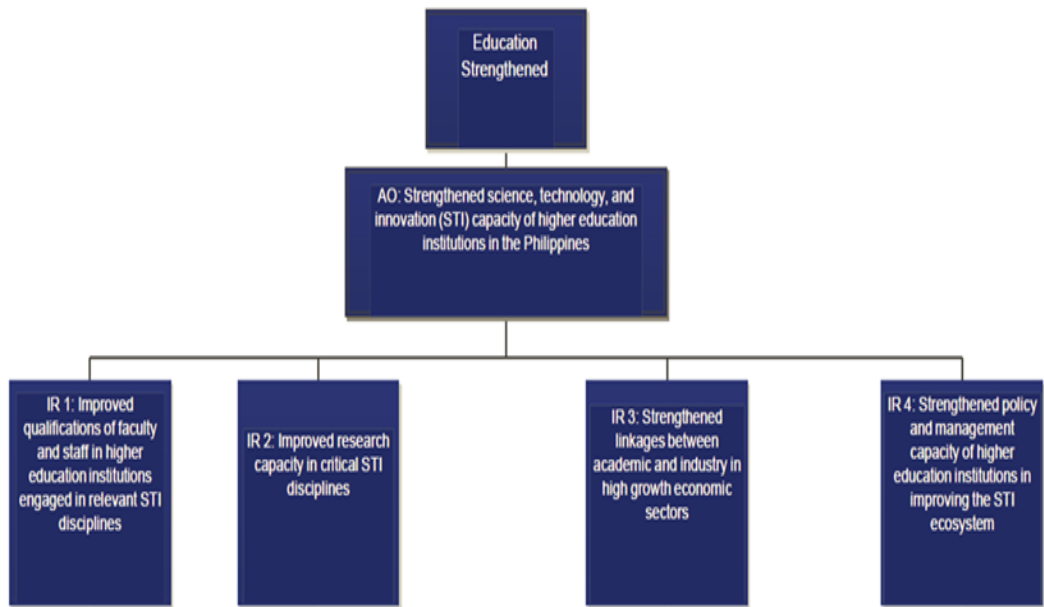 Education
Strengthened
AO: Strengthened science, technology, and
innovation (STI) capacity of higher education
institutions in the Philippines
IR 1: Improved
qualifications of faculty
and staff in higher
education institutions
engaged in relevant STI
disciplines
IR 2: Improved research
capacity in critical STI
disciplines
IR 3: Strengthened
linkages between
academic and industry in
high growth economic
sectors
IR 4: Strengthened policy
and management
capacity of higher
education institutions in
improving the STI
ecosystem